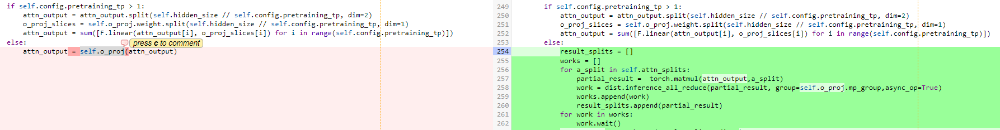 if self.config.pretraining_tp > 1:
attn_output = attn_output.split(self.hidden_size // self.config.pretraining_tp, dim=2)
o_proj_slices = self.o_proj.weight.split(self.hidden_size // self.config.pretraining_tp, dim=1)
attn_output = sum([F.linear(attn_output[i], o_proj_slices[i]) for i in range(self.config.pretraining_tp)])
else:
press c to comment
attn_output = self.o_proj(attn_output)
249 if self.config.pretraining_tp > 1:
250 attn_output = attn_output.split(self.hidden_size // self.config.pretraining_tp, dim=2)
251 o_proj_slices = self.o_proj.weight.split(self.hidden_size // self.config.pretraining_tp, dim=1)
252 attn_output = sum([F.linear(attn_output[i], o_proj_slices[i]) for i in range(self.config.pretraining_tp)])
253 else:
254 result_splits = []
255 works = []
256 for a_split in self.attn_splits:
257 partial_result =  torch.matmul(attn_output,a_split)
258 work = dist.inference_all_reduce(partial_result, group=self.o_proj.mp_group,async_op=True)
259 works.append(work)
260 result_splits.append(partial_result)
261 for work in works:
262 work.wait()